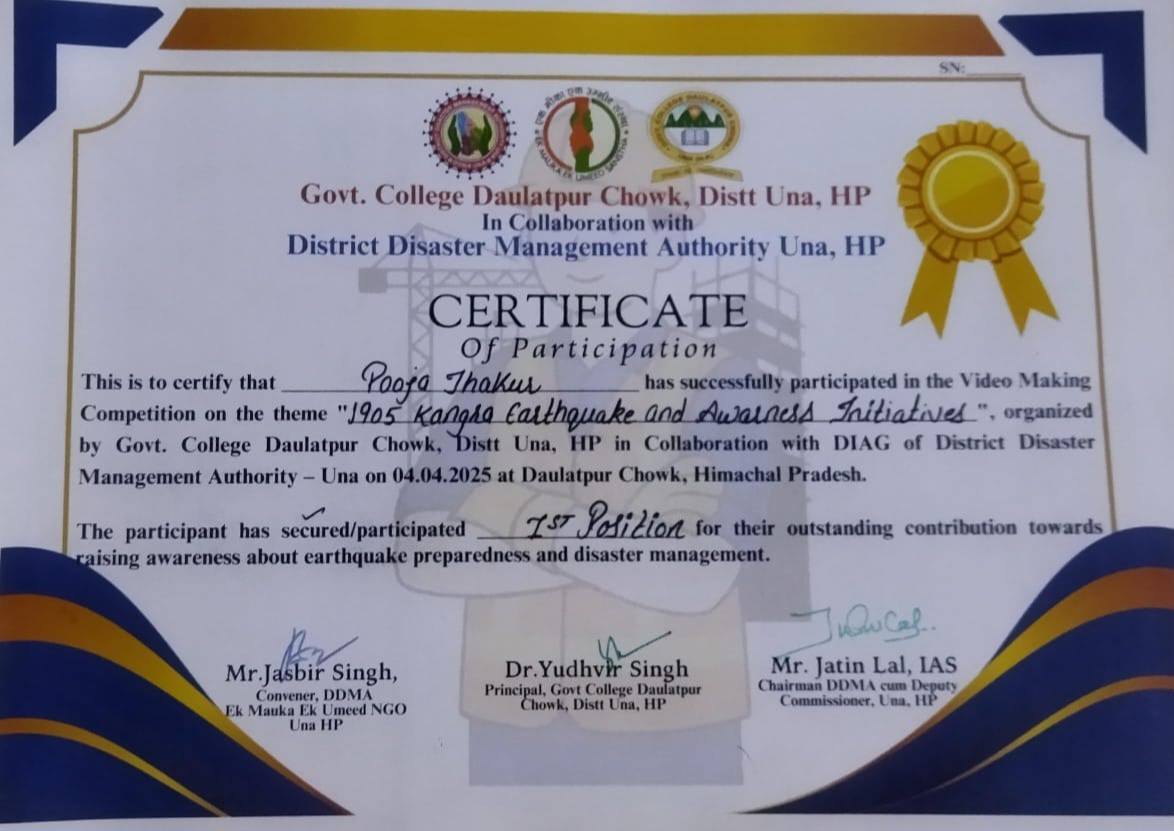 SN:
EK MAUKA EK UMEED SANSTHA
Govt. College Daulatpur Chowk, Distt Una, HP
In Collaboration with
District Disaster Management Authority Una, HP
CERTIFICATE
Of Participation
This is to certify that Pooja Thakur has successfully participated in the Video Making
Competition on the theme "1905 Kangra Earthquake and Awarness Initiatives", organized
by Govt. College Daulatpur Chowk, Distt Una, HP in Collaboration with DIAG of District Disaster
Management Authority – Una on 04.04.2025 at Daulatpur Chowk, Himachal Pradesh.
The participant has secured/participated 1ST Position for their outstanding contribution towards
raising awareness about earthquake preparedness and disaster management.
Mr.Jasbir Singh,
Convener, DDMA
Ek Mauka Ek Umeed NGO
Una HP
Dr.Yudhvir Singh
Principal, Govt College Daulatpur
Chowk, Distt Una, HP
Mr. Jatin Lal, IAS
Chairman DDMA cum Deputy
Commissioner, Una, HP